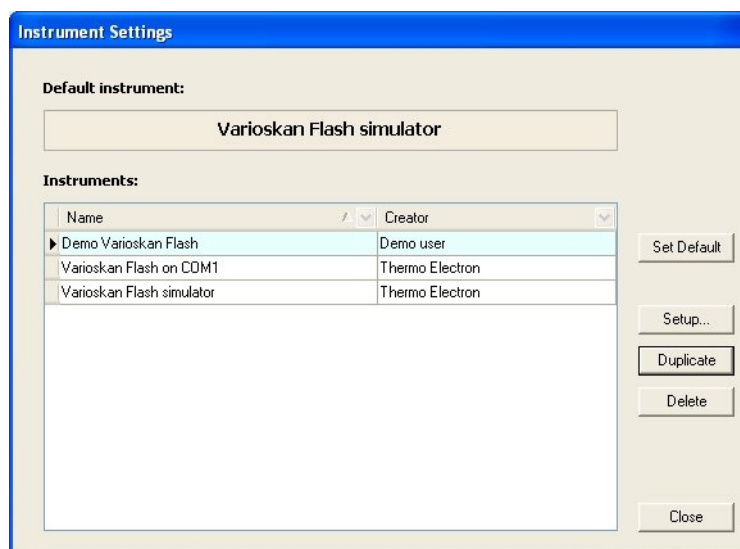 Instrument Settings
Default instrument:
Varioskan Flash simulator
Instruments:
Name Creator
Demo Varioskan Flash Demo user
Varioskan Flash on COM1 Thermo Electron
Varioskan Flash simulator Thermo Electron
Set Default
Setup...
Duplicate
Delete
Close